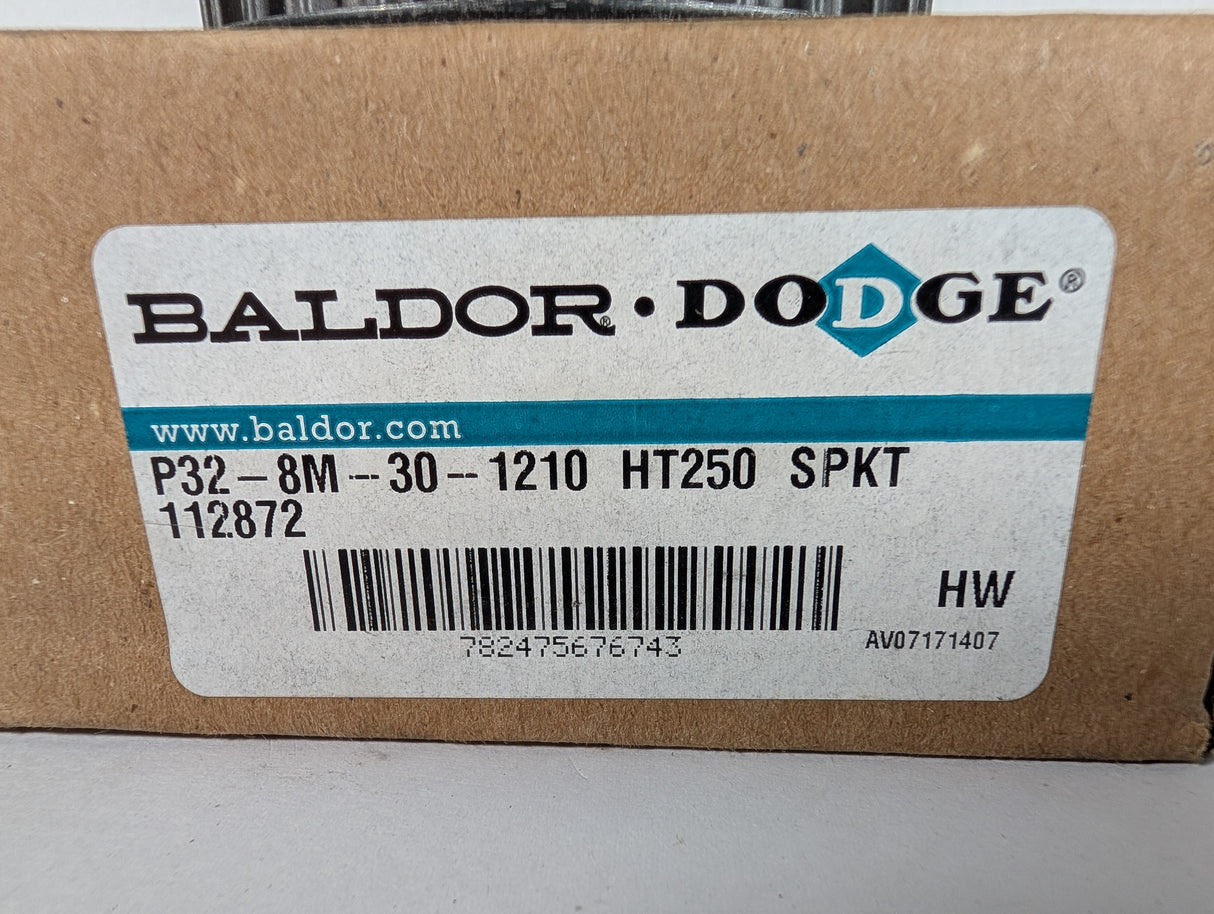 BALDOR® · DODGE®
www.baldor.com
P32-8M--30--1210 HT250 SPKT
112872
HW
782475676743
AV07171407